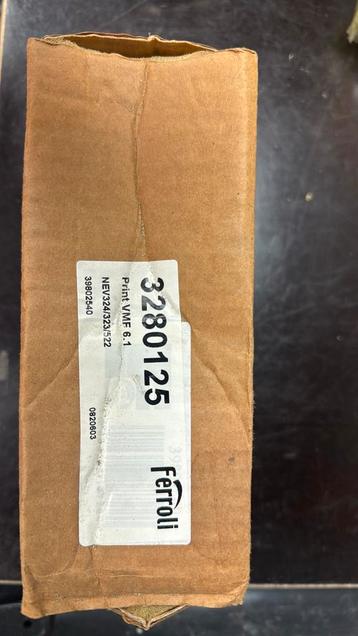 3280125
Print VMF 6.1
NEV324/323/522
39802540
0820603
ferroli